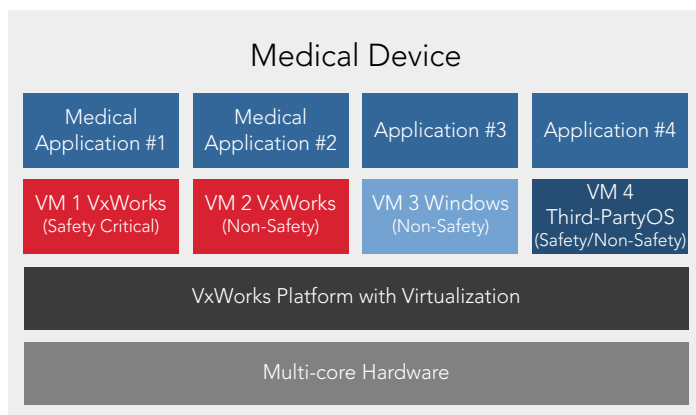 Medical Device
Medical
Application #1
Medical
Application #2
Application #3
Application #4
VM 1 VxWorks
(Safety Critical)
VM 2 VxWorks
(Non-Safety)
VM 3 Windows
(Non-Safety)
VM 4
Third-PartyOS
(Safety/Non-Safety)
VxWorks Platform with Virtualization
Multi-core Hardware